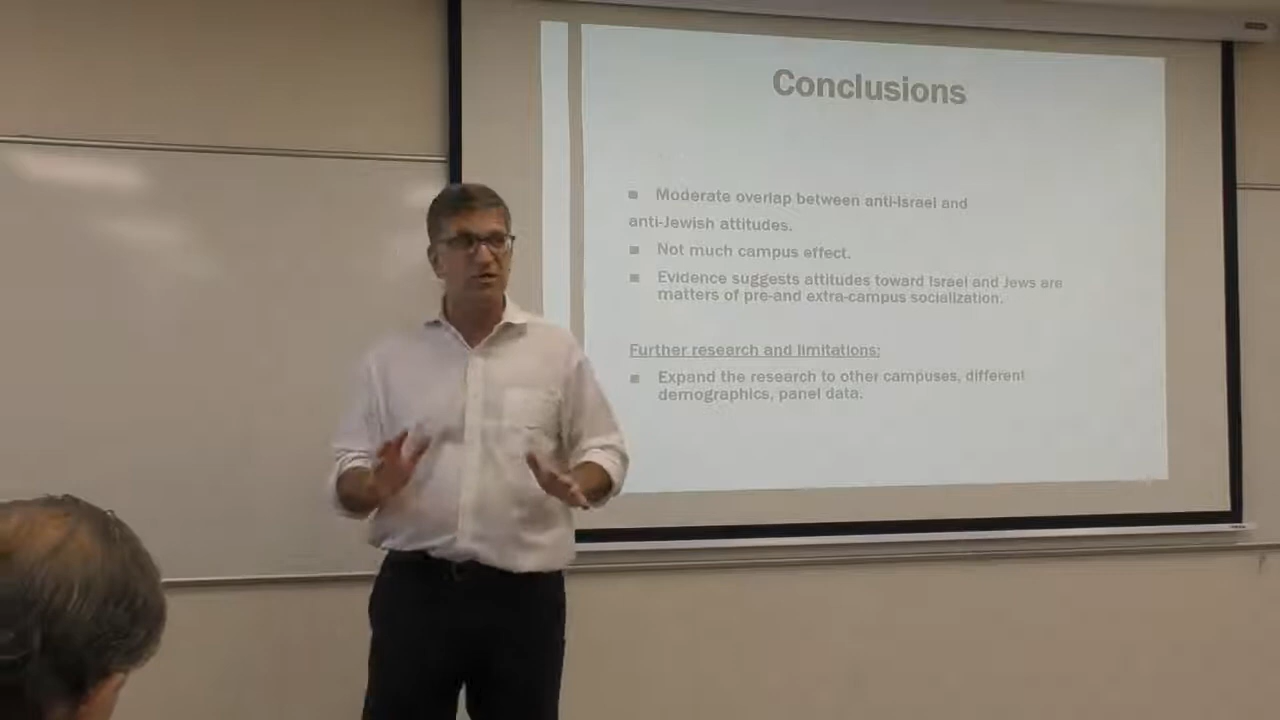 Conclusions
■ Moderate overlap between anti-Israel and
anti-Jewish attitudes.
■ Not much campus effect.
■ Evidence suggests attitudes toward Israel and Jews are
matters of pre-and extra-campus socialization.
Further research and limitations:
■ Expand the research to other campuses, different
demographics, panel data.